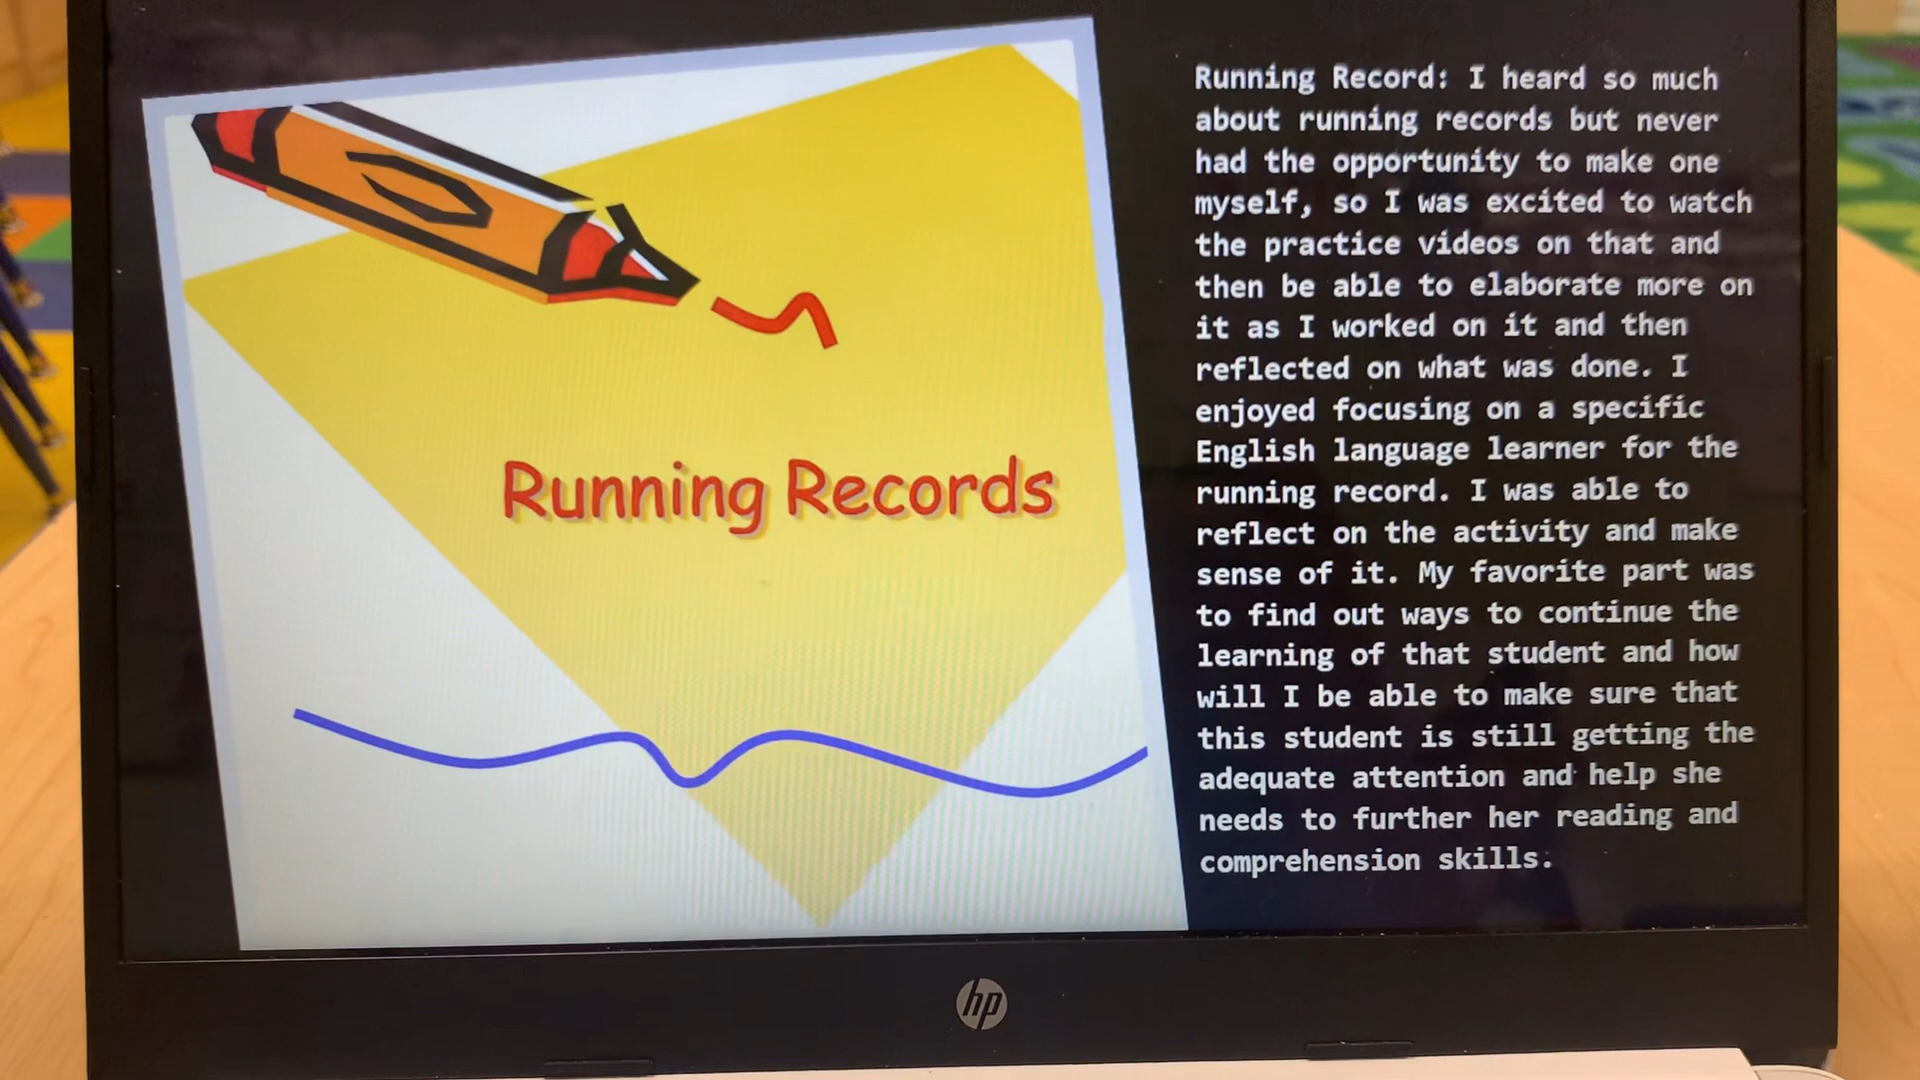 Running Records
Running Record: I heard so much
about running records but never
had the opportunity to make one
myself, so I was excited to watch
the practice videos on that and
then be able to elaborate more on
it as I worked on it and then
reflected on what was done. I
enjoyed focusing on a specific
English language learner for the
running record. I was able to
reflect on the activity and make
sense of it. My favorite part was
to find out ways to continue the
learning of that student and how
will I be able to make sure that
this student is still getting the
adequate attention and help she
needs to further her reading and
comprehension skills.
hp